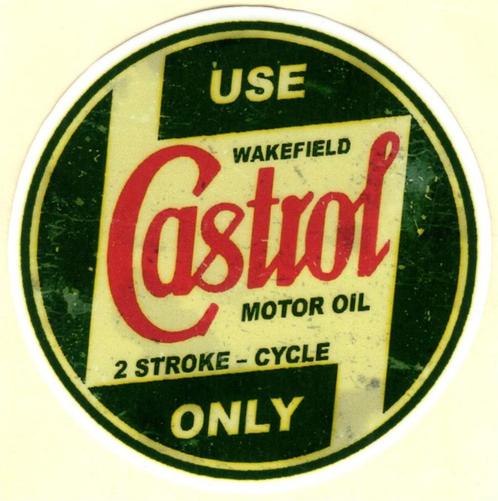 USE
WAKEFIELD
Castrol
MOTOR OIL
2 STROKE – CYCLE
ONLY